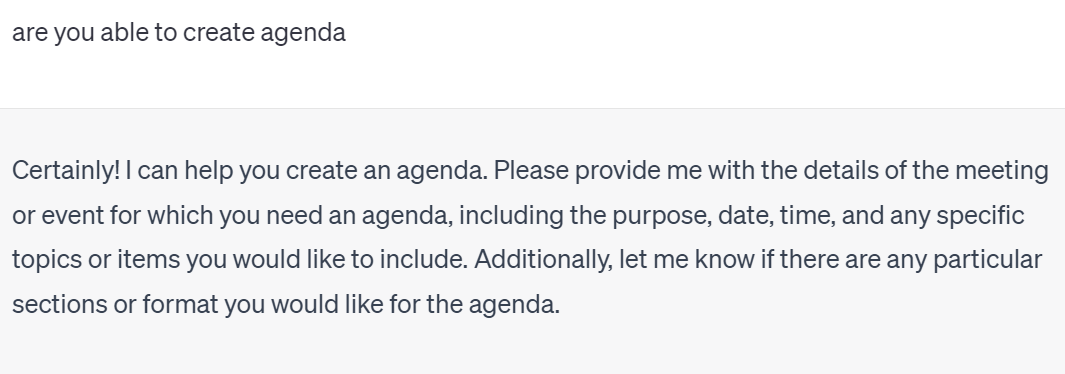 are you able to create agenda
Certainly! I can help you create an agenda. Please provide me with the details of the meeting
or event for which you need an agenda, including the purpose, date, time, and any specific
topics or items you would like to include. Additionally, let me know if there are any particular
sections or format you would like for the agenda.